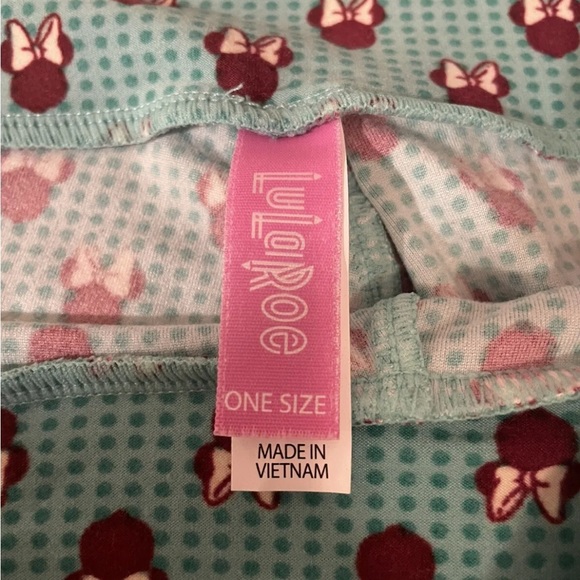 LuLaRoe
ONE SIZE
MADE IN
VIETNAM